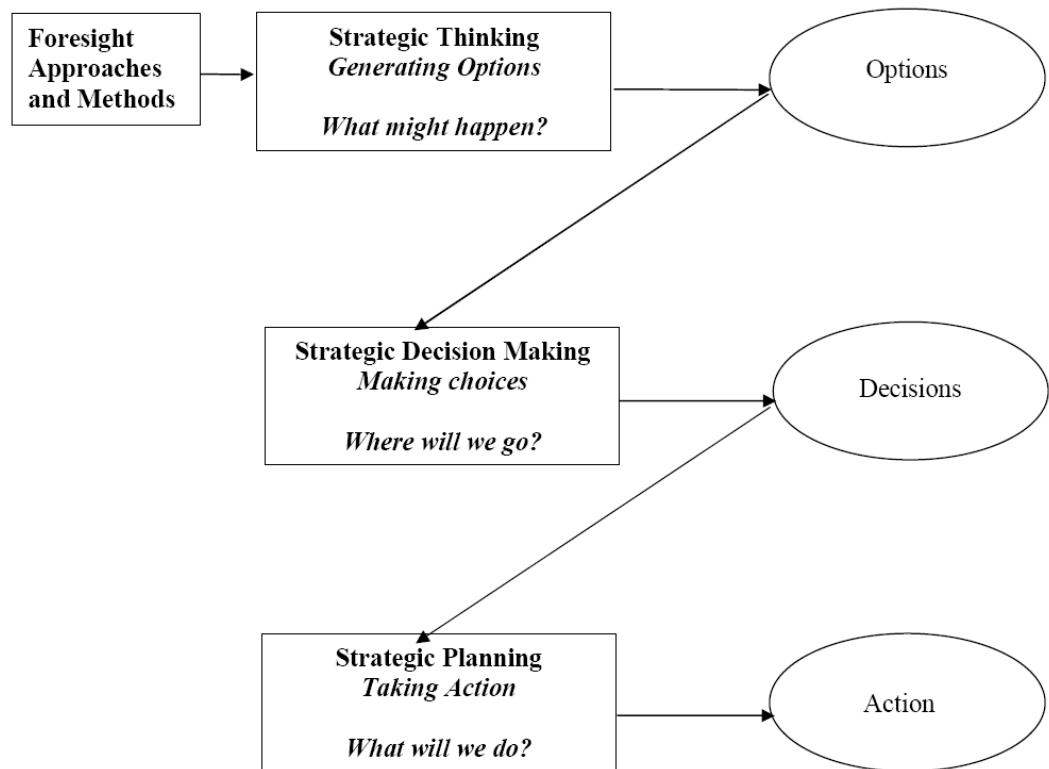 Foresight
Approaches
and Methods
Strategic Thinking
Generating Options
What might happen?
Options
Strategic Decision Making
Making choices
Where will we go?
Decisions
Strategic Planning
Taking Action
What will we do?
Action